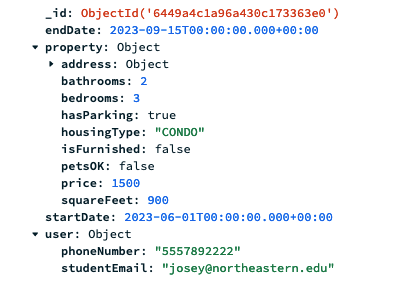 _id: ObjectId('6449a4c1a96a430c173363e0')
endDate: 2023-09-15T00:00:00.000+00:00
property: Object
address: Object
bathrooms: 2
bedrooms: 3
hasParking: true
housingType: "CONDO"
isFurnished: false
petsOK: false
price: 1500
squareFeet: 900
startDate: 2023-06-01T00:00:00.000+00:00
user: Object
phoneNumber: "5557892222"
studentEmail: "josey@northeastern.edu"